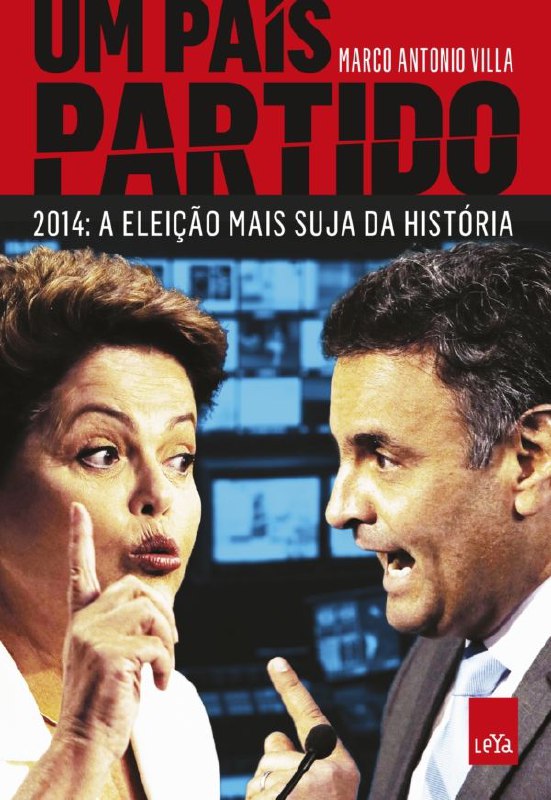 UM PAÍS
MARCO ANTONIO VILLA
PARTIDO
2014: A ELEIÇÃO MAIS SUJA DA HISTÓRIA
LEYA